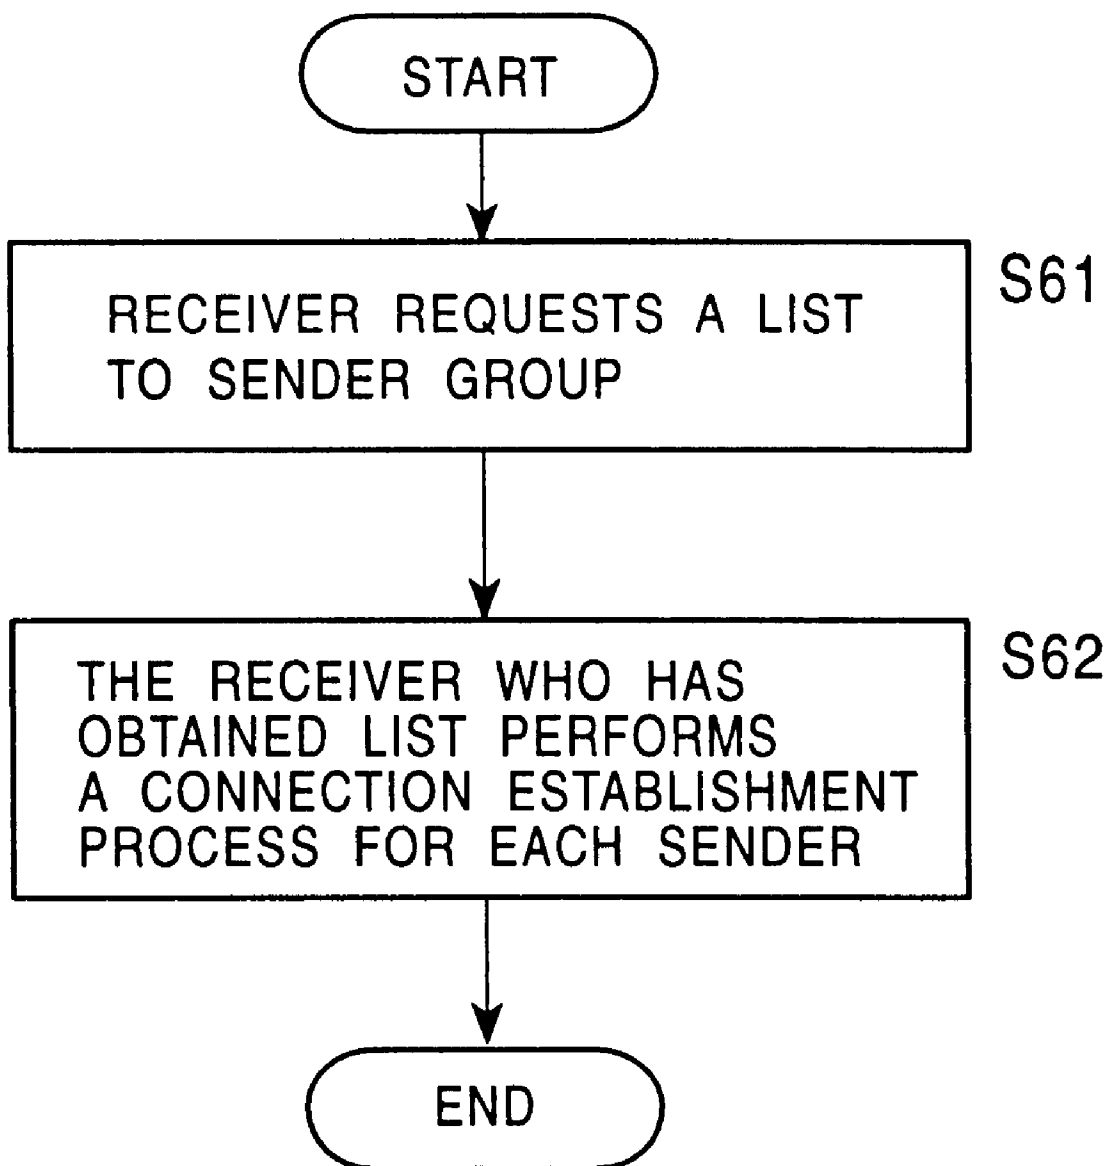 START
S61
RECEIVER REQUESTS A LIST
TO SENDER GROUP
S62
THE RECEIVER WHO HAS
OBTAINED LIST PERFORMS
A CONNECTION ESTABLISHMENT
PROCESS FOR EACH SENDER
END